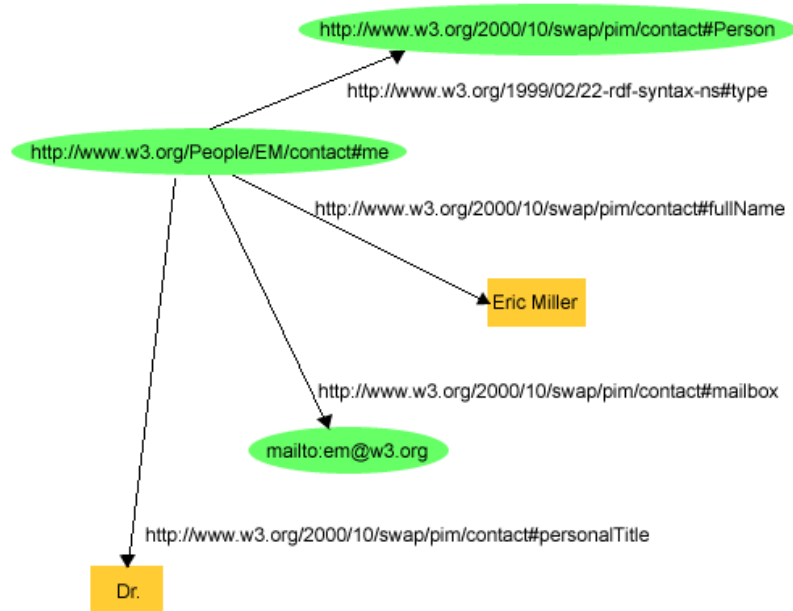 http://www.w3.org/2000/10/swap/pim/contact#Person
http://www.w3.org/1999/02/22-rdf-syntax-ns#type
http://www.w3.org/People/EM/contact#me
http://www.w3.org/2000/10/swap/pim/contact#fullName
Eric Miller
http://www.w3.org/2000/10/swap/pim/contact#mailbox
mailto:em@w3.org
http://www.w3.org/2000/10/swap/pim/contact#personalTitle
Dr.